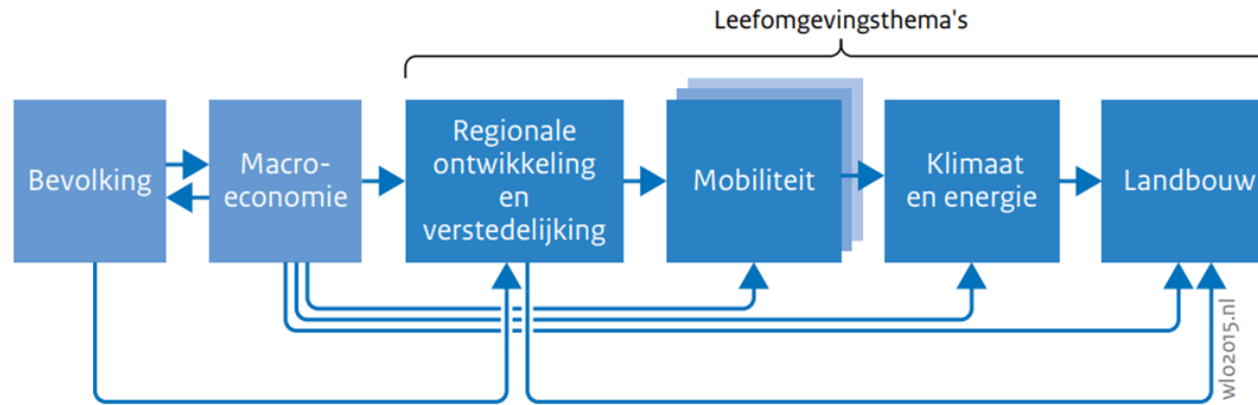 Leefomgevingsthema's
Bevolking
Macro-
economie
Regionale
ontwikkeling
en
verstedelijking
Mobiliteit
Klimaat
en energie
Landbouw
wlo2015.nl